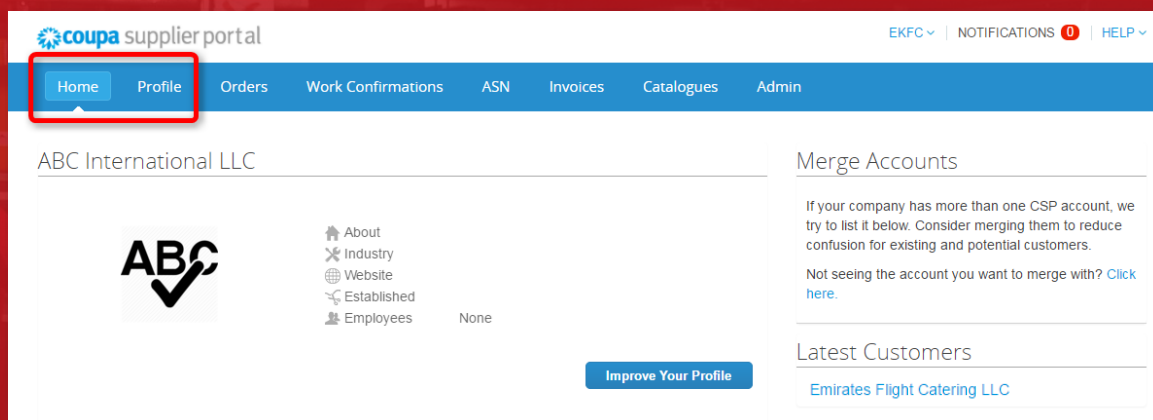 coupa supplier portal
EKFC NOTIFICATIONS 0 HELP
Home Profile Orders Work Confirmations ASN Invoices Catalogues Admin
ABC International LLC
ABC
About
Industry
Website
Established
Employees None
Improve Your Profile
Merge Accounts
If your company has more than one CSP account, we
try to list it below. Consider merging them to reduce
confusion for existing and potential customers.
Not seeing the account you want to merge with? Click
here.
Latest Customers
Emirates Flight Catering LLC